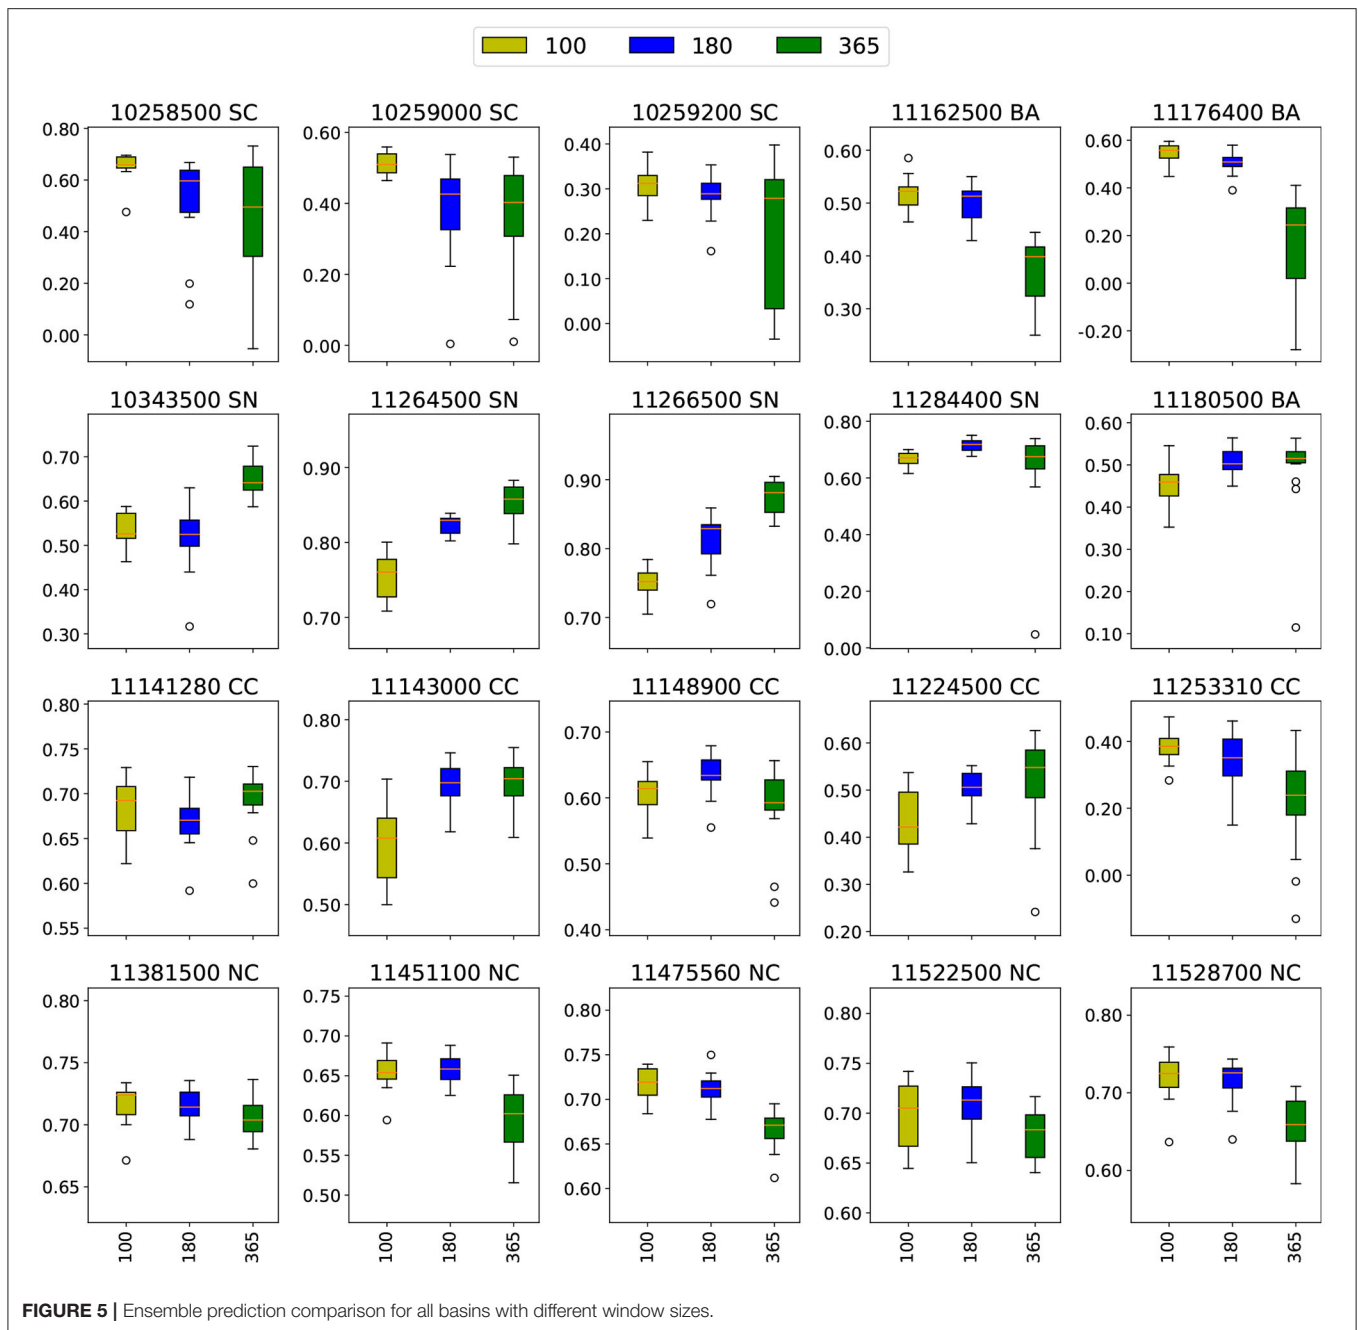 100 180 365
10258500 SC 10259000 SC 10259200 SC 11162500 BA 11176400 BA
0.80 0.60 0.40 0.20 0.00
0.60 0.40 0.20 0.00
0.40 0.30 0.20 0.10 0.00
0.60 0.50 0.40 0.30
0.60 0.40 0.20 0.00 -0.20
10343500 SN 11264500 SN 11266500 SN 11284400 SN 11180500 BA
0.70 0.60 0.50 0.40 0.30
0.90 0.80 0.70
0.90 0.80 0.70
0.80 0.60 0.40 0.20 0.00
0.60 0.50 0.40 0.30 0.20 0.10
11141280 CC 11143000 CC 11148900 CC 11224500 CC 11253310 CC
0.80 0.75 0.70 0.65 0.60 0.55
0.80 0.70 0.60 0.50
0.70 0.60 0.50 0.40
0.60 0.50 0.40 0.30 0.20
0.40 0.20 0.00
11381500 NC 11451100 NC 11475560 NC 11522500 NC 11528700 NC
0.80 0.75 0.70 0.65
0.75 0.70 0.65 0.60 0.55 0.50
0.80 0.75 0.70 0.65 0.60
0.80 0.75 0.70 0.65 0.60
0.80 0.70 0.60
100 180 365 100 180 365 100 180 365 100 180 365 100 180 365
FIGURE 5 | Ensemble prediction comparison for all basins with different window sizes.